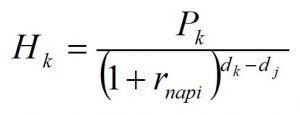 H_k = P_k / (1 + r_napi)^(d_k − d_j)